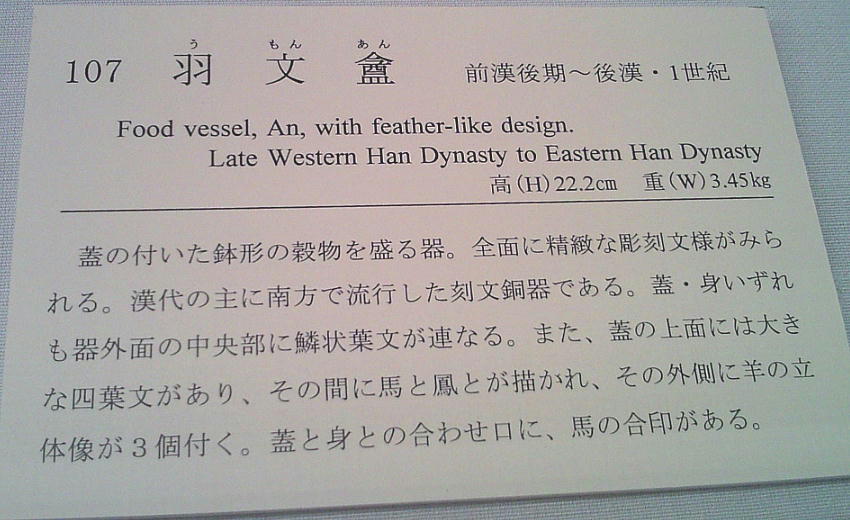 う もん あん
107 羽 文 盦 前漢後期～後漢・1世紀
Food vessel, An, with feather-like design.
Late Western Han Dynasty to Eastern Han Dynasty
高(H)22.2cm 重(W)3.45kg
蓋の付いた鉢形の穀物を盛る器。全面に精緻な彫刻文様がみら
れる。漢代の主に南方で流行した刻文銅器である。蓋・身いずれ
も器外面の中央部に鱗状葉文が連なる。また、蓋の上面には大き
な四葉文があり、その間に馬と鳳とが描かれ、その外側に羊の立
体像が3個付く。蓋と身との合わせ口に、馬の合印がある。